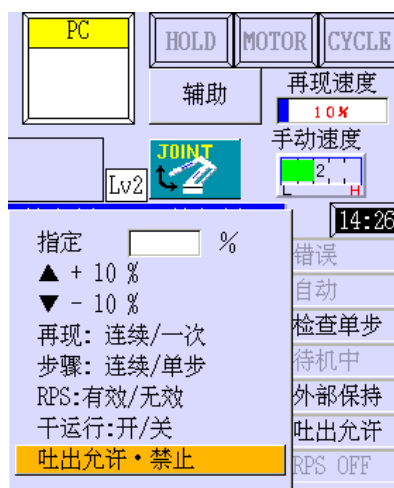 PC
HOLD MOTOR CYCLE
辅助
再现速度
10%
手动速度
JOINT
2
L H
Lv2
14:26
指定 %
▲ + 10 %
▼ - 10 %
再现: 连续/一次
步骤: 连续/单步
RPS:有效/无效
干运行:开/关
吐出允许·禁止
错误
自动
检查单步
待机中
外部保持
吐出允许
RPS OFF